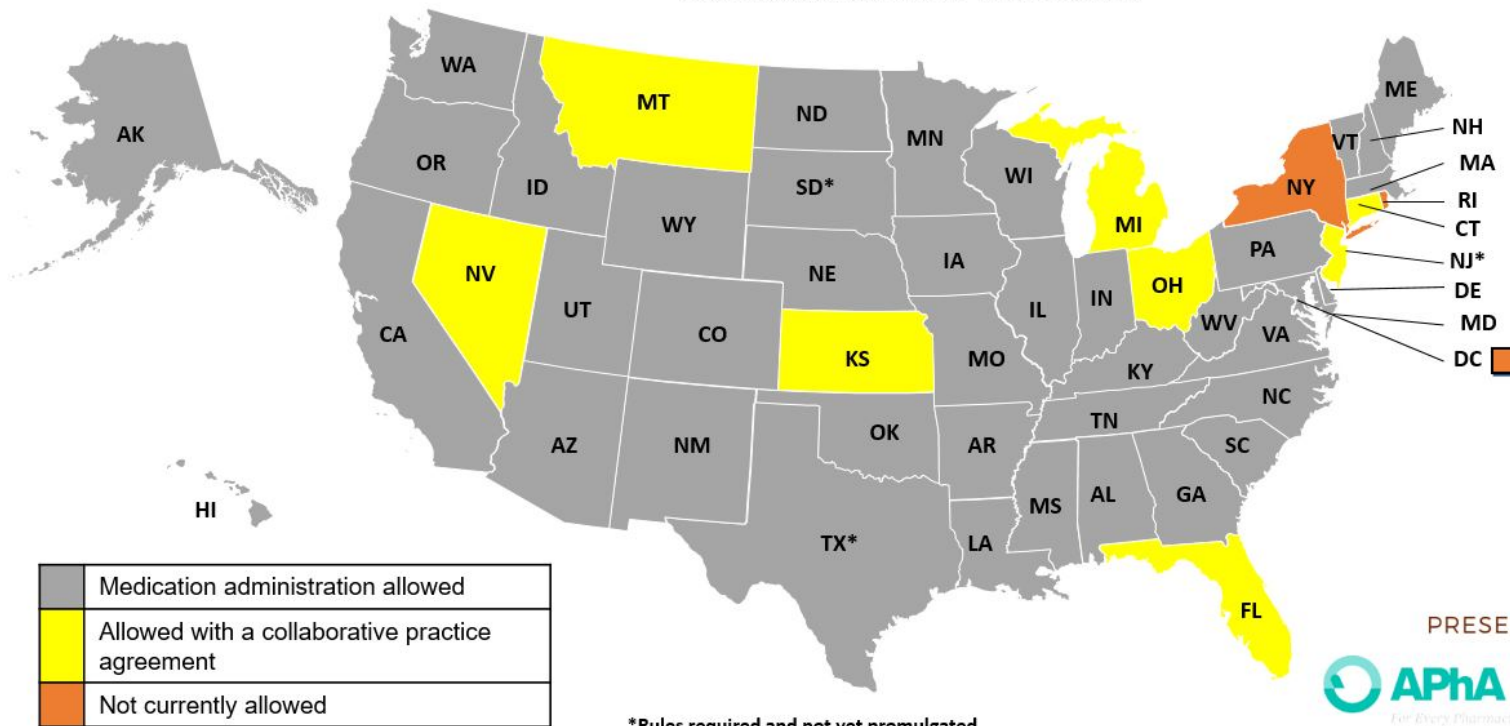 WA
MT
ND
MN
ME
AK
OR
ID
SD*
WI
VT
NH
NY
MA
WY
MI
RI
CT
NV
NE
IA
PA
NJ*
UT
IL
IN
OH
DE
CA
CO
WV
MD
KS
MO
VA
DC
KY
NC
AZ
NM
OK
AR
TN
SC
HI
MS
AL
GA
TX*
LA
FL
Medication administration allowed
Allowed with a collaborative practice
agreement
Not currently allowed
*Rules required and not yet promulgated
PRESE
APhA
For Every Pharmac